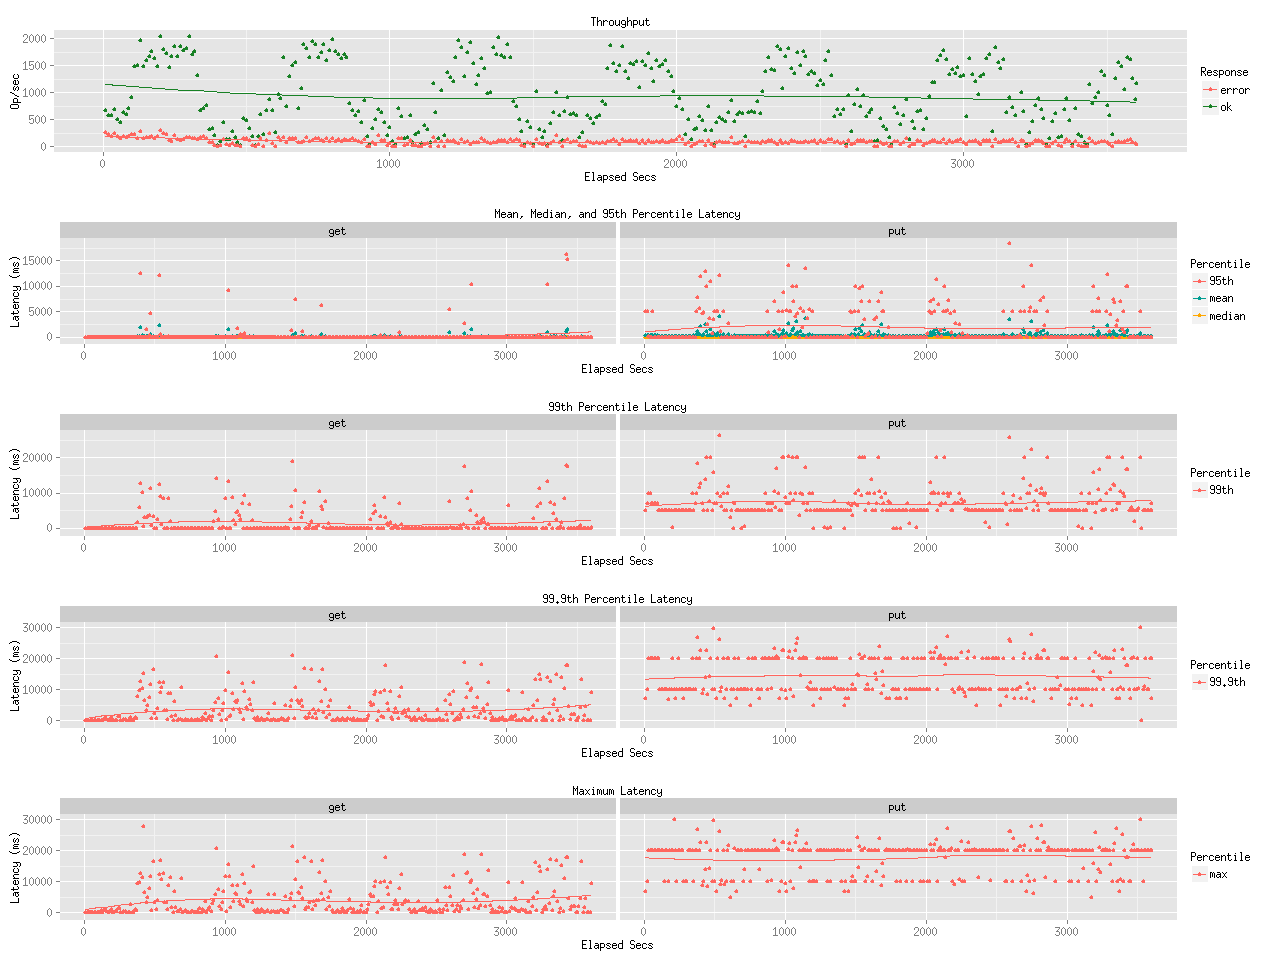 Throughput
2000
1500
1000
500
0
Op/sec
0 1000 2000 3000
Elapsed Secs
Response
error
ok
Mean, Median, and 95th Percentile Latency
get put
15000
10000
5000
0
Latency (ms)
0 1000 2000 3000 0 1000 2000 3000
Elapsed Secs
Percentile
95th
mean
median
99th Percentile Latency
get put
20000
10000
0
Latency (ms)
0 1000 2000 3000 0 1000 2000 3000
Elapsed Secs
Percentile
99th
99.9th Percentile Latency
get put
30000
20000
10000
0
Latency (ms)
0 1000 2000 3000 0 1000 2000 3000
Elapsed Secs
Percentile
99.9th
Maximum Latency
get put
30000
20000
10000
0
Latency (ms)
0 1000 2000 3000 0 1000 2000 3000
Elapsed Secs
Percentile
max